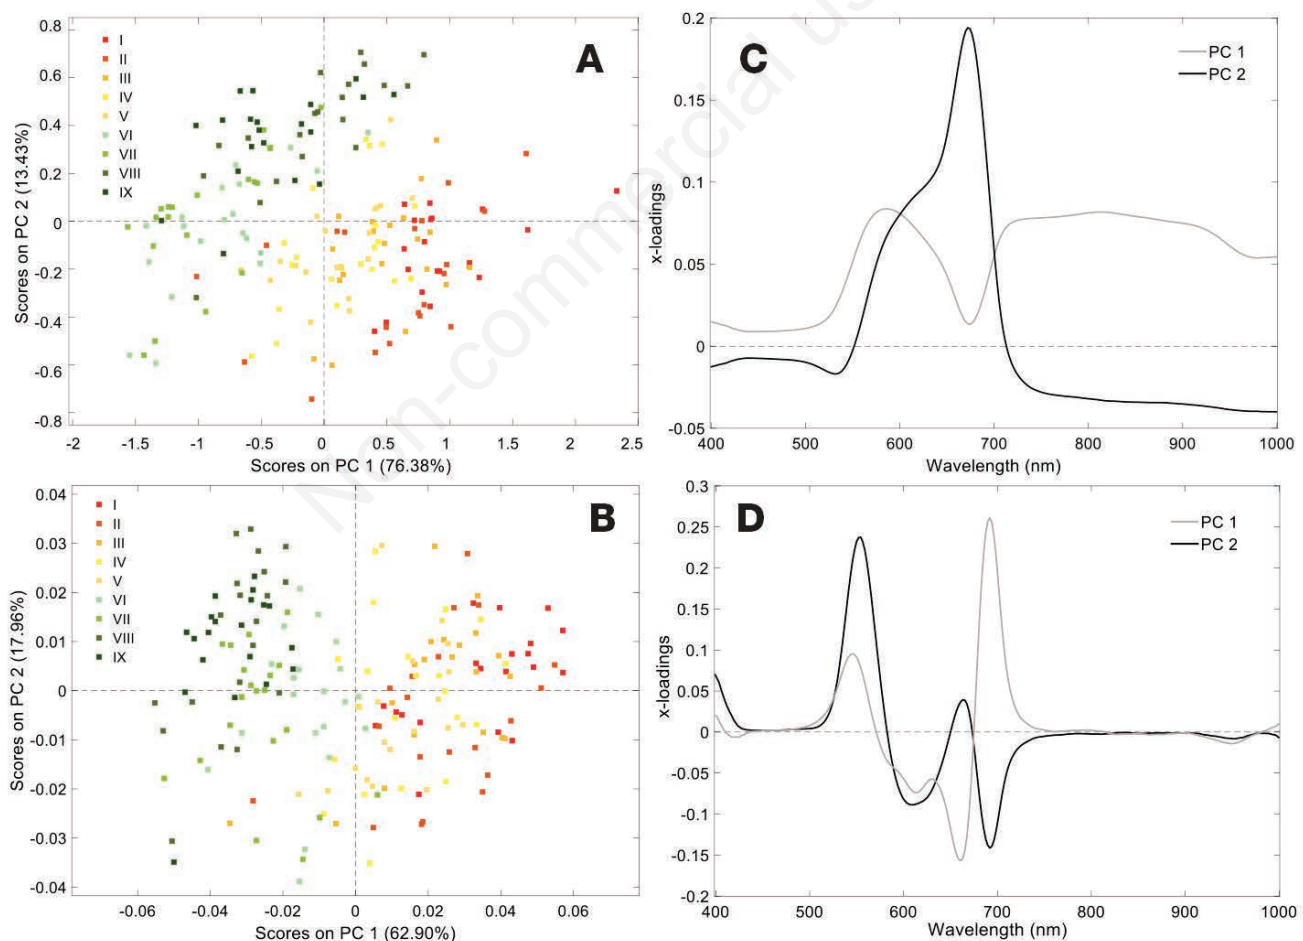 A
I
II
III
IV
V
VI
VII
VIII
IX
0.8
0.6
0.4
0.2
0
-0.2
-0.4
-0.6
-0.8
Scores on PC 2 (13.43%)
-2 -1.5 -1 -0.5 0 0.5 1 1.5 2 2.5
Scores on PC 1 (76.38%)
C
PC 1
PC 2
0.2
0.15
0.1
0.05
0
-0.05
x-loadings
400 500 600 700 800 900 1000
Wavelength (nm)
B
I
II
III
IV
V
VI
VII
VIII
IX
0.04
0.03
0.02
0.01
0
-0.01
-0.02
-0.03
-0.04
Scores on PC 2 (17.96%)
-0.06 -0.04 -0.02 0 0.02 0.04 0.06
Scores on PC 1 (62.90%)
D
PC 1
PC 2
0.3
0.25
0.2
0.15
0.1
0.05
0
-0.05
-0.1
-0.15
-0.2
x-loadings
400 500 600 700 800 900 1000
Wavelength (nm)
Non-commercial